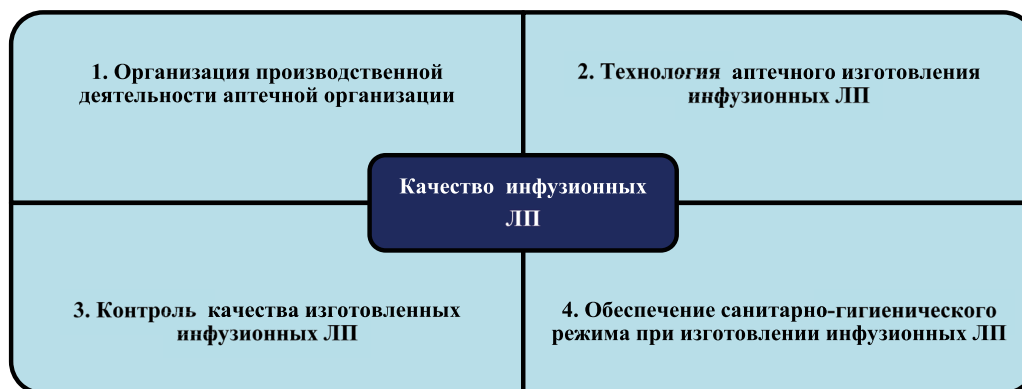 1. Организация производственной
деятельности аптечной организации
2. Технология аптечного изготовления
инфузионных ЛП
Качество инфузионных
ЛП
3. Контроль качества изготовленных
инфузионных ЛП
4. Обеспечение санитарно-гигиенического
режима при изготовлении инфузионных ЛП